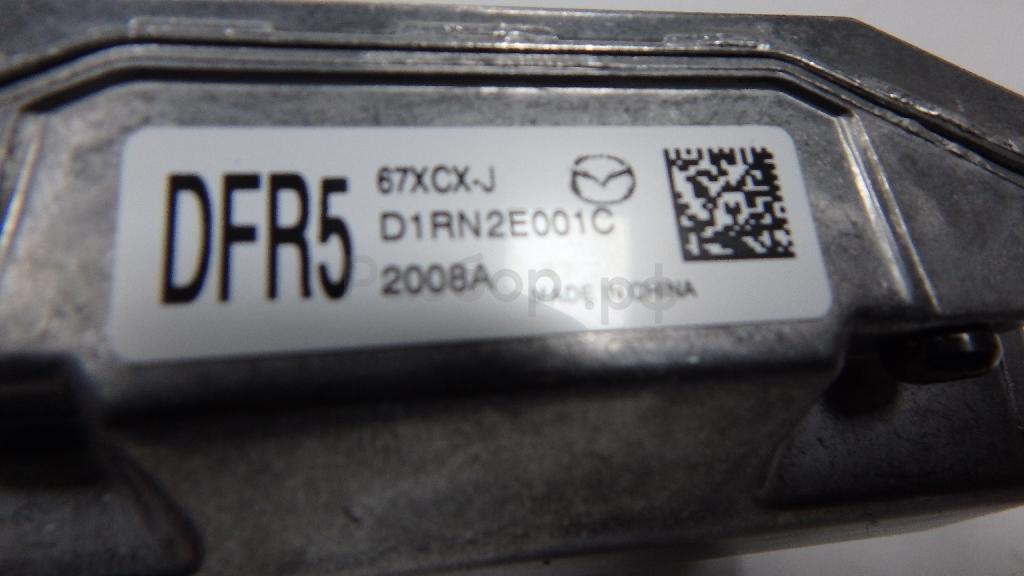 DFR5
67XCX-J
D1RN2E001C
2008A
MADE IN CHINA